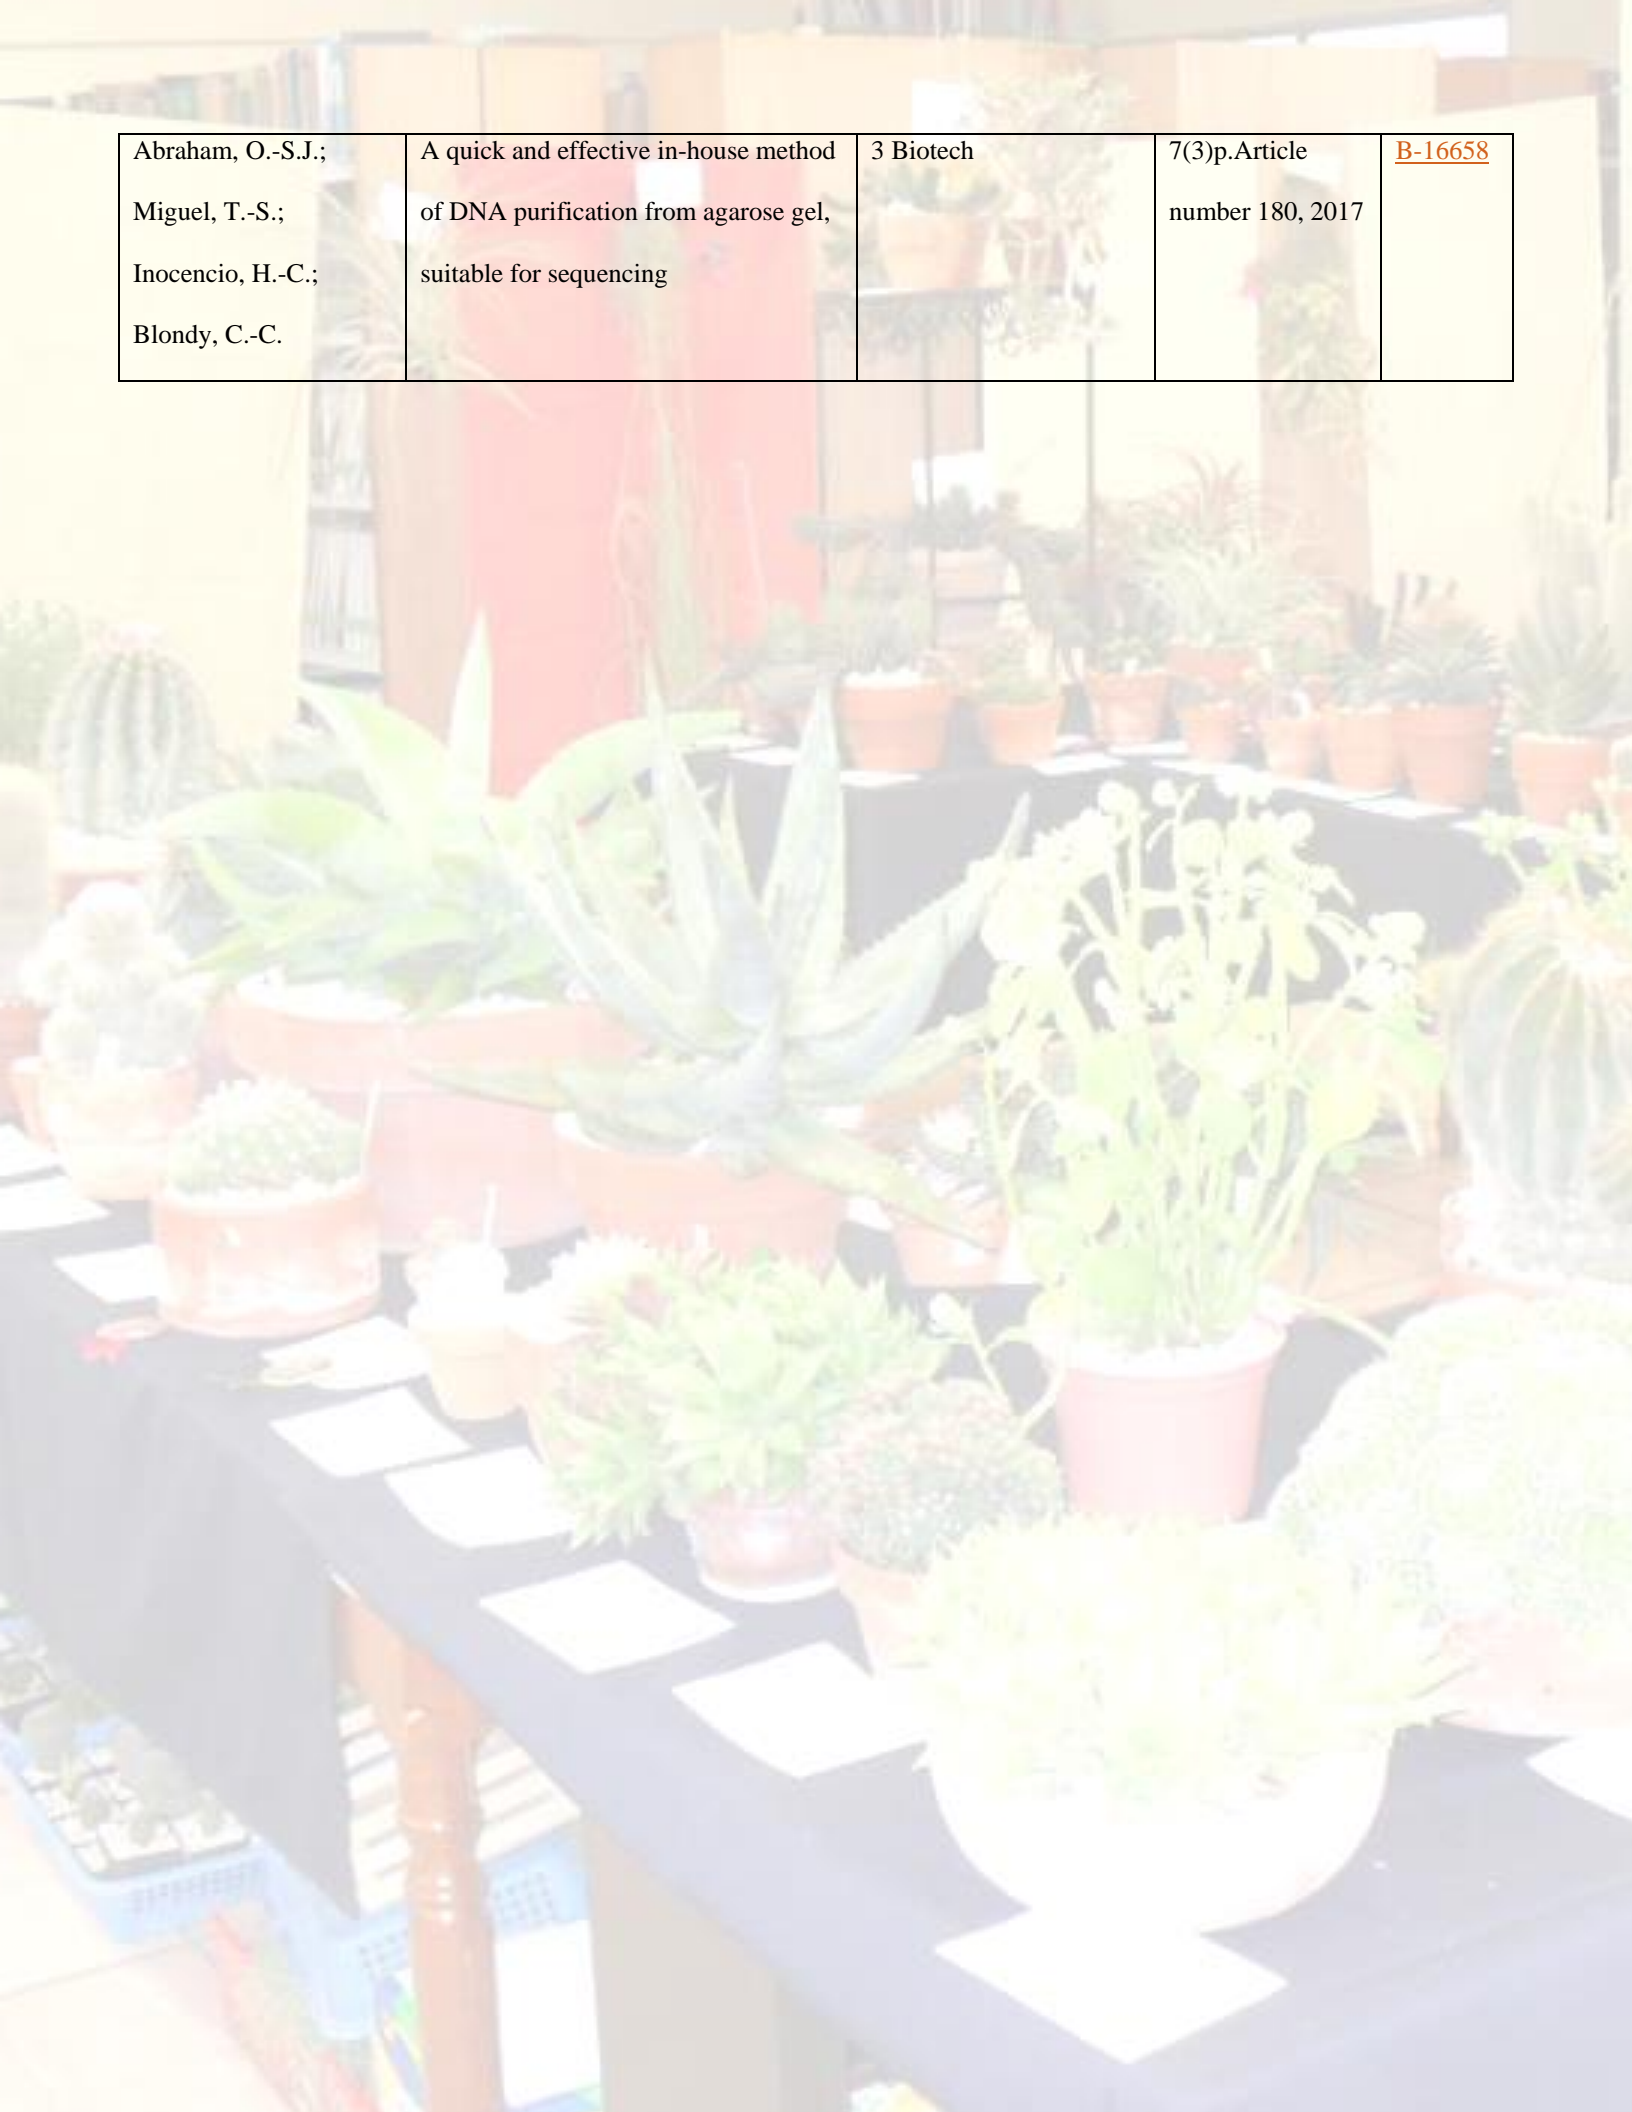 Abraham, O.-S.J.;
Miguel, T.-S.;
Inocencio, H.-C.;
Blondy, C.-C.
A quick and effective in-house method
of DNA purification from agarose gel,
suitable for sequencing
3 Biotech
7(3)p.Article
number 180, 2017
B-16658